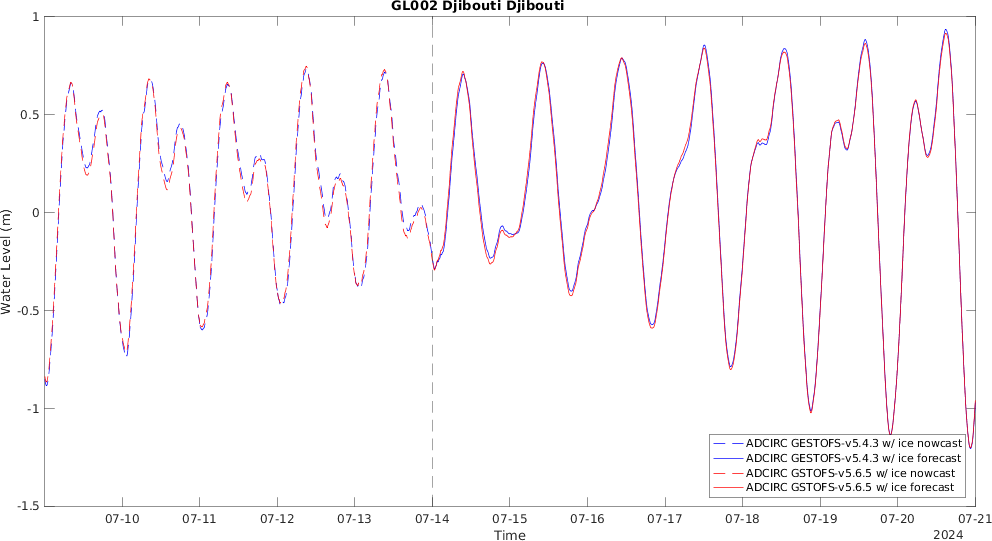 GL002 Djibouti Djibouti
Water Level (m)
1
0.5
0
-0.5
-1
-1.5
ADCIRC GESTOFS-v5.4.3 w/ ice nowcast
ADCIRC GESTOFS-v5.4.3 w/ ice forecast
ADCIRC GSTOFS-v5.6.5 w/ ice nowcast
ADCIRC GSTOFS-v5.6.5 w/ ice forecast
07-10 07-11 07-12 07-13 07-14 07-15 07-16 07-17 07-18 07-19 07-20 07-21
Time
2024